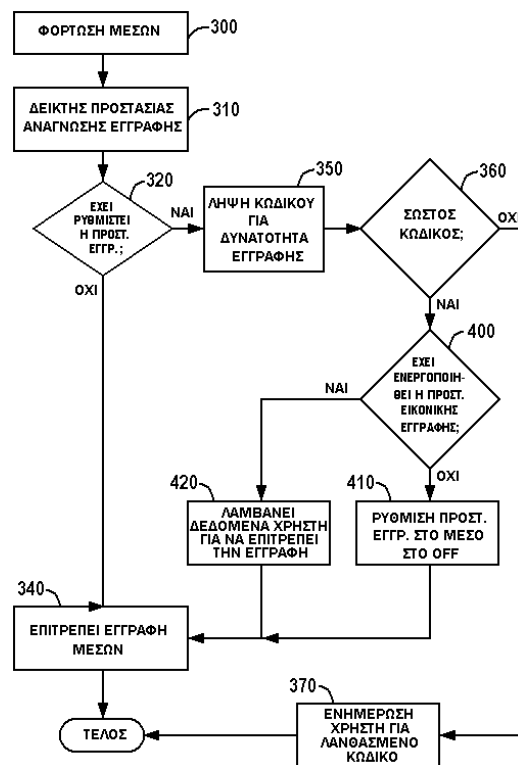 ΦΟΡΤΩΣΗ ΜΕΣΩΝ
300
ΔΕΙΚΤΗΣ ΠΡΟΣΤΑΣΙΑΣ
ΑΝΑΓΝΩΣΗΣ ΕΓΓΡΑΦΗΣ
310
320
ΕΧΕΙ
ΡΥΘΜΙΣΤΕΙ
Η ΠΡΟΣΤ.
ΕΓΓΡ.;
ΝΑΙ
ΟΧΙ
350
ΛΗΨΗ ΚΩΔΙΚΟΥ
ΓΙΑ
ΔΥΝΑΤΟΤΗΤΑ
ΕΓΓΡΑΦΗΣ
360
ΣΩΣΤΟΣ
ΚΩΔΙΚΟΣ;
ΟΧΙ
ΝΑΙ
400
ΕΧΕΙ
ΕΝΕΡΓΟΠΟΙΗ-
ΘΕΙ Η ΠΡΟΣΤ.
ΕΙΚΟΝΙΚΗΣ
ΕΓΓΡΑΦΗΣ;
ΝΑΙ
ΟΧΙ
420
ΛΑΜΒΑΝΕΙ
ΔΕΔΟΜΕΝΑ ΧΡΗΣΤΗ
ΓΙΑ ΝΑ ΕΠΙΤΡΕΠΕΙ
ΤΗΝ ΕΓΓΡΑΦΗ
410
ΡΥΘΜΙΣΗ ΠΡΟΣΤ.
ΕΓΓΡ. ΣΤΟ ΜΕΣΟ
ΣΤΟ OFF
340
ΕΠΙΤΡΕΠΕΙ ΕΓΓΡΑΦΗ
ΜΕΣΩΝ
370
ΕΝΗΜΕΡΩΣΗ
ΧΡΗΣΤΗ ΓΙΑ
ΛΑΝΘΑΣΜΕΝΟ
ΚΩΔΙΚΟ
ΤΕΛΟΣ